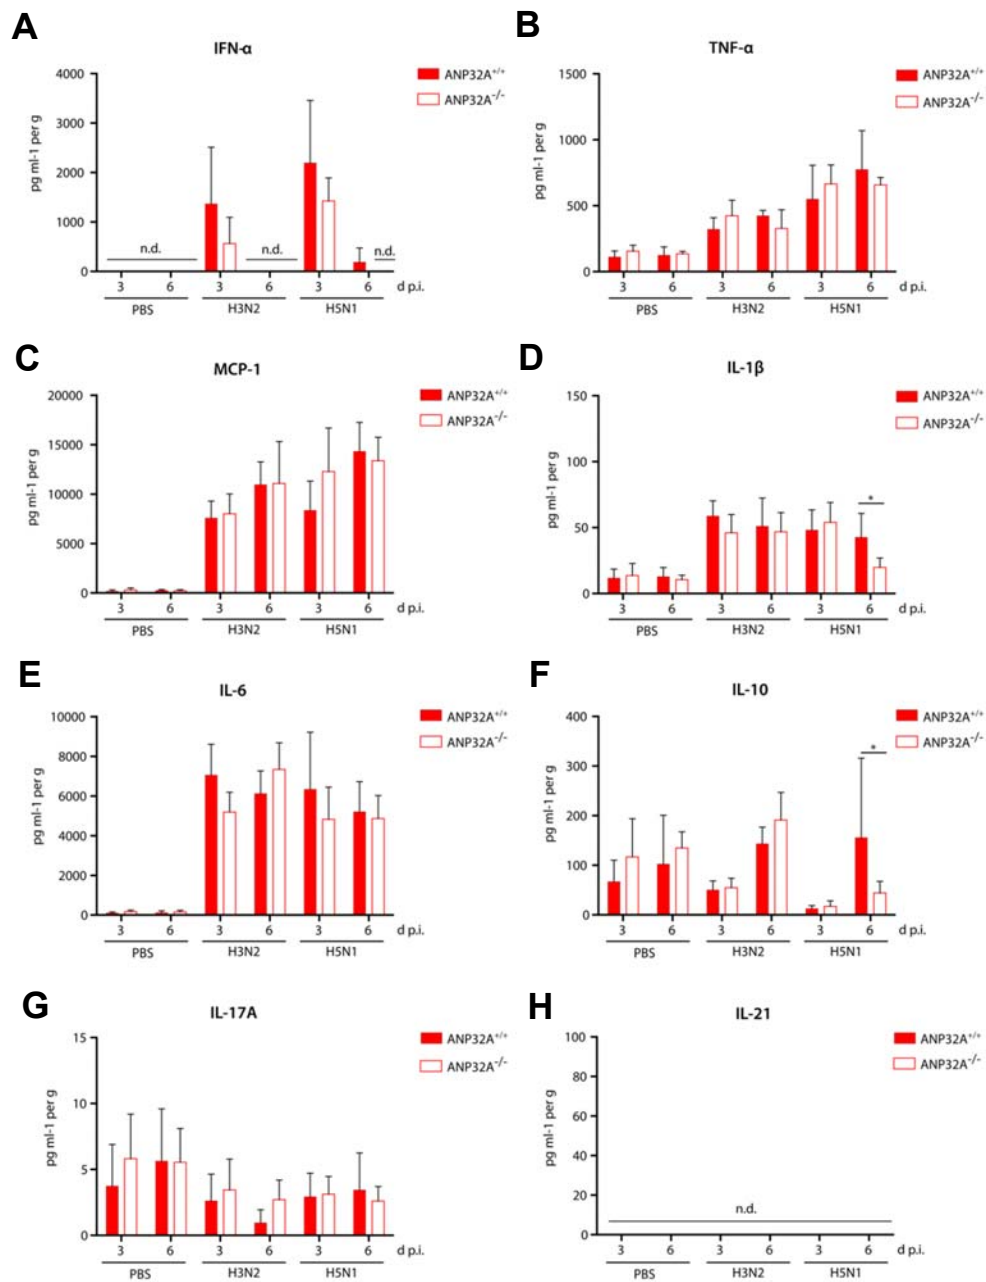 A
IFN-α
4000
3000
2000
1000
0
pg ml-1 per g
ANP32A+/+
ANP32A-/-
n.d.
n.d.
n.d.
3 6 3 6 3 6 d p.i.
PBS H3N2 H5N1
B
TNF-α
1500
1000
500
0
pg ml-1 per g
ANP32A+/+
ANP32A-/-
3 6 3 6 3 6 d p.i.
PBS H3N2 H5N1
C
MCP-1
20000
15000
10000
5000
0
pg ml-1 per g
ANP32A+/+
ANP32A-/-
3 6 3 6 3 6 d p.i.
PBS H3N2 H5N1
D
IL-1β
150
100
50
0
pg ml-1 per g
ANP32A+/+
ANP32A-/-
*
3 6 3 6 3 6 d p.i.
PBS H3N2 H5N1
E
IL-6
10000
8000
6000
4000
2000
0
pg ml-1 per g
ANP32A+/+
ANP32A-/-
3 6 3 6 3 6 d p.i.
PBS H3N2 H5N1
F
IL-10
400
300
200
100
0
pg ml-1 per g
ANP32A+/+
ANP32A-/-
*
3 6 3 6 3 6 d p.i.
PBS H3N2 H5N1
G
IL-17A
15
10
5
0
pg ml-1 per g
ANP32A+/+
ANP32A-/-
3 6 3 6 3 6 d p.i.
PBS H3N2 H5N1
H
IL-21
100
80
60
40
20
0
pg ml-1 per g
ANP32A+/+
ANP32A-/-
n.d.
3 6 3 6 3 6 d p.i.
PBS H3N2 H5N1